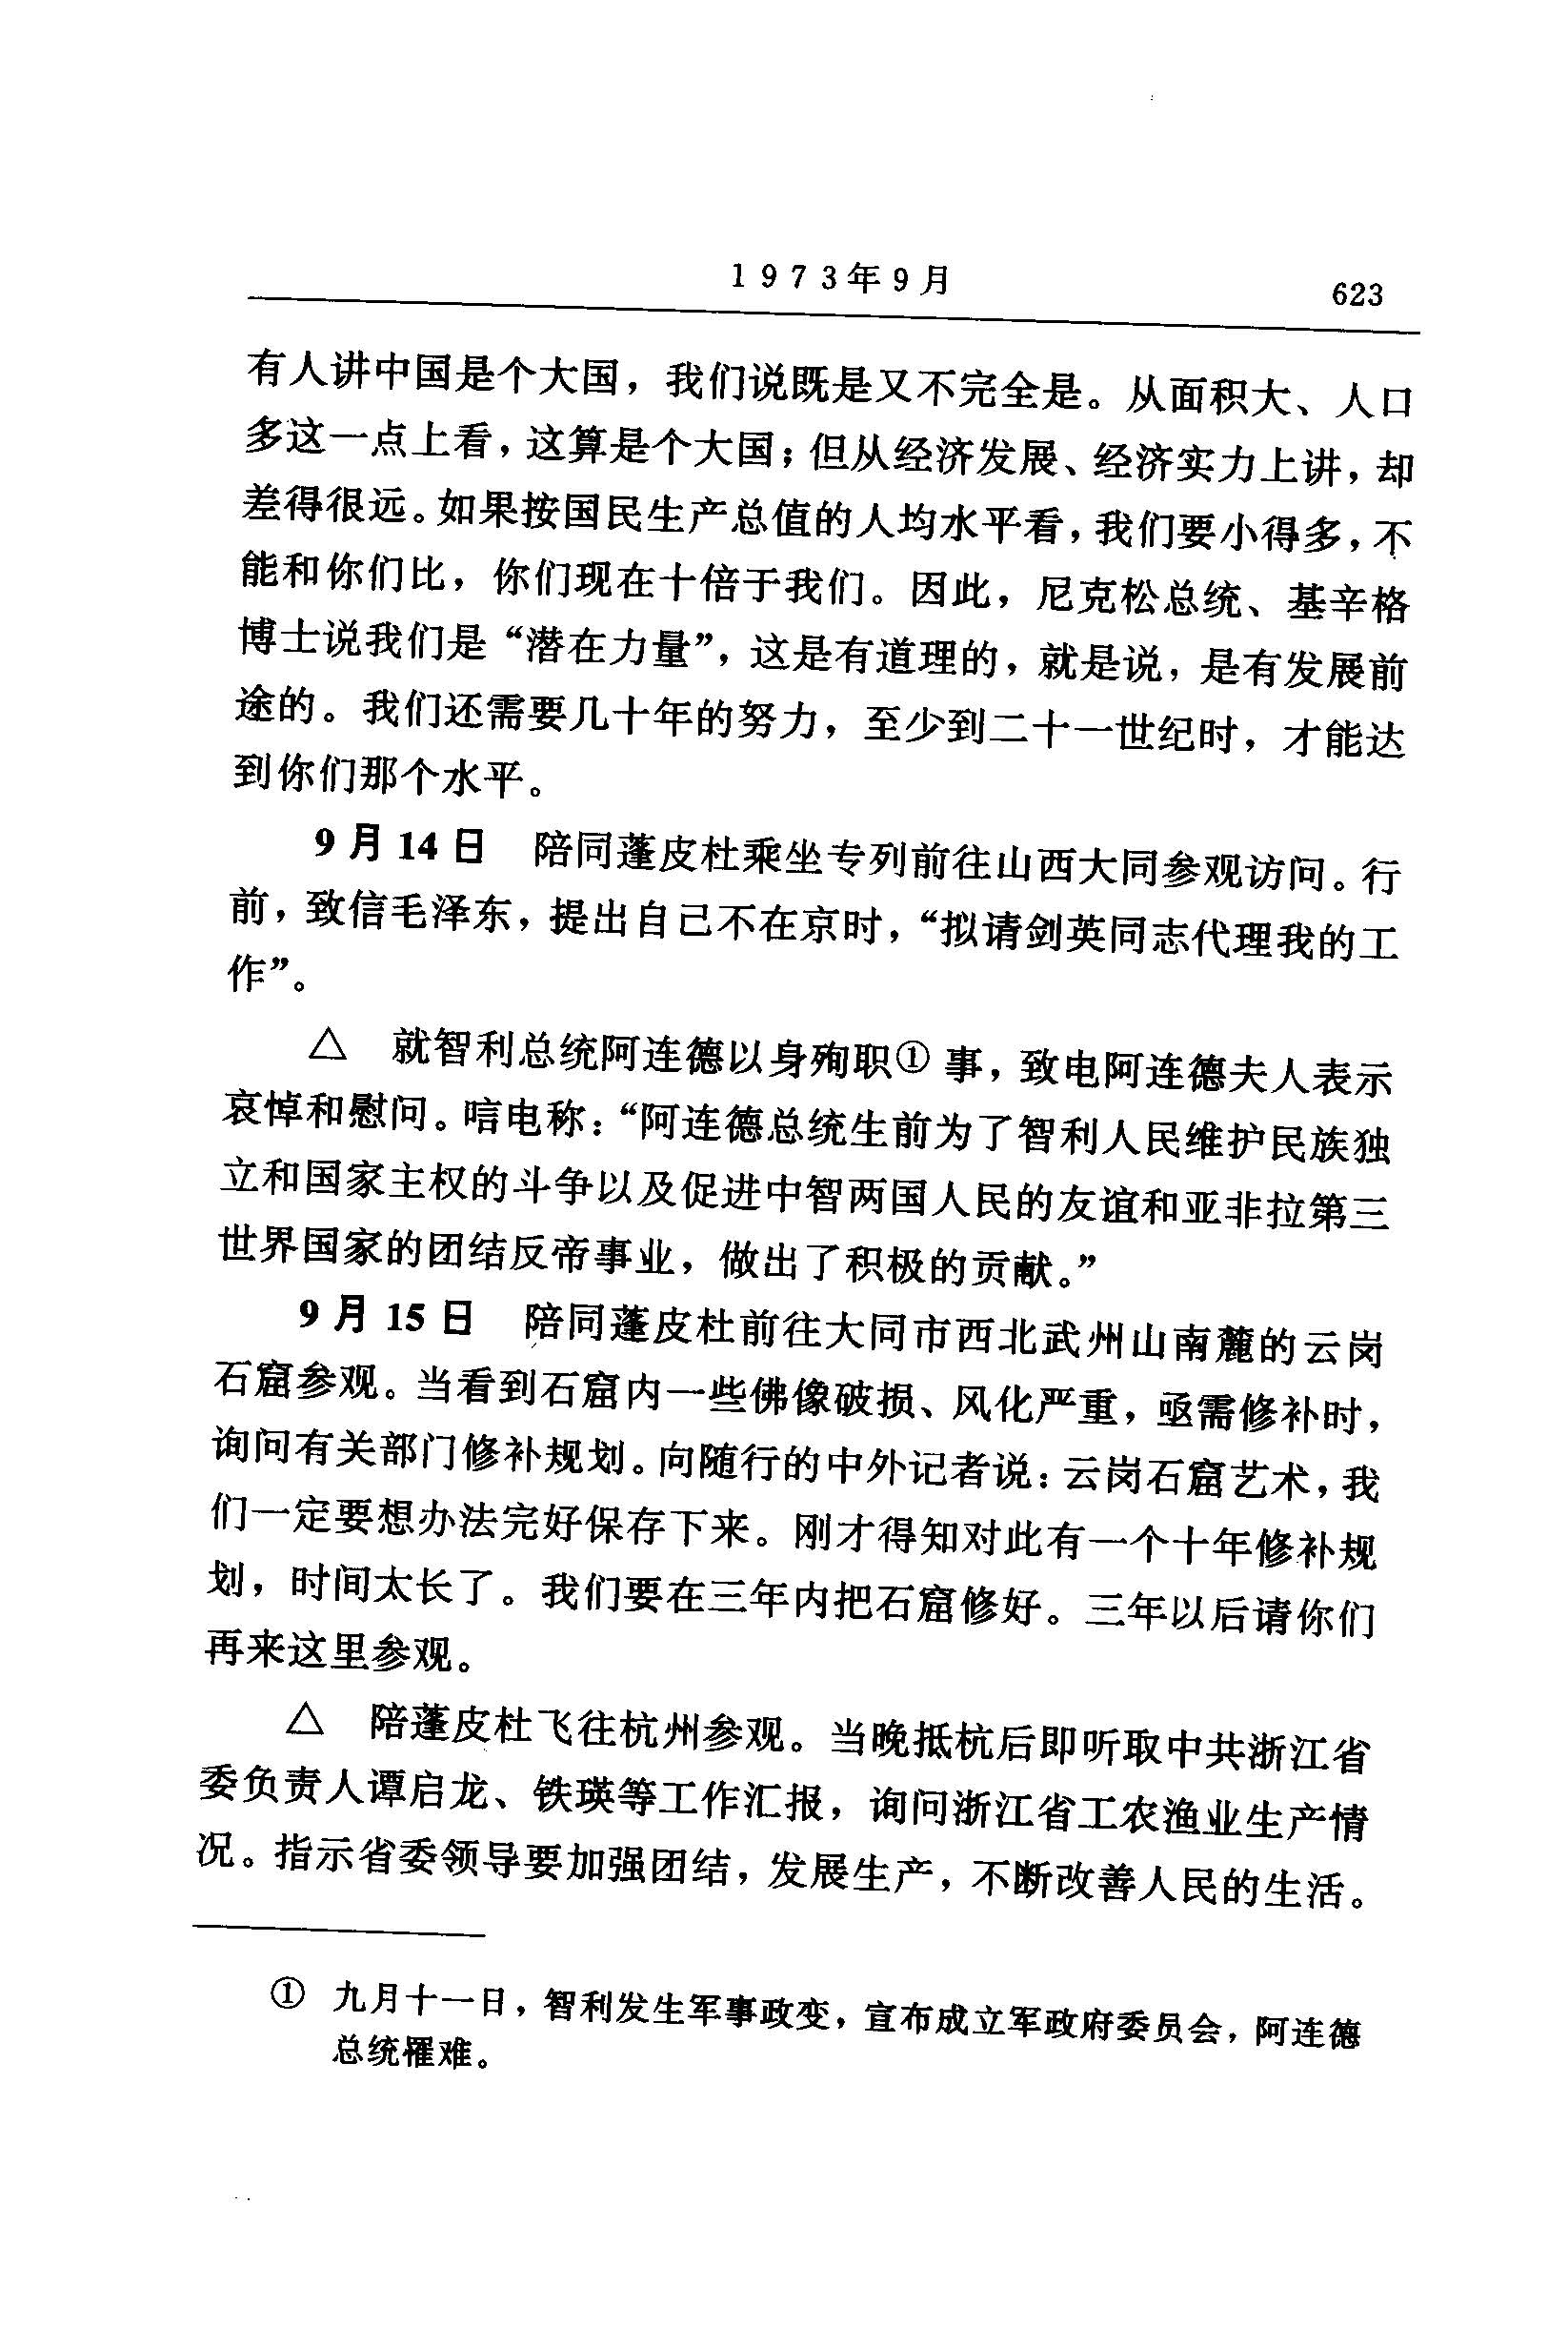 1973年9月
623
有人讲中国是个大国，我们说既是又不完全是。从面积大、人口
多这一点上看，这算是个大国；但从经济发展、经济实力上讲，却
差得很远。如果按国民生产总值的人均水平看，我们要小得多，不
能和你们比，你们现在十倍于我们。因此，尼克松总统、基辛格
博士说我们是“潜在力量”，这是有道理的，就是说，是有发展前
途的。我们还需要几十年的努力，至少到二十一世纪时，才能达
到你们那个水平。
9月14日　陪同蓬皮杜乘坐专列前往山西大同参观访问。行
前，致信毛泽东，提出自己不在京时，“拟请剑英同志代理我的工
作”。
△　就智利总统阿连德以身殉职①事，致电阿连德夫人表示
哀悼和慰问。唁电称：“阿连德总统生前为了智利人民维护民族独
立和国家主权的斗争以及促进中智两国人民的友谊和亚非拉第三
世界国家的团结反帝事业，做出了积极的贡献。”
9月15日　陪同蓬皮杜前往大同市西北武州山南麓的云岗
石窟参观。当看到石窟内一些佛像破损、风化严重，亟需修补时，
询问有关部门修补规划。向随行的中外记者说：云岗石窟艺术，我
们一定要想办法完好保存下来。刚才得知对此有一个十年修补规
划，时间太长了。我们要在三年内把石窟修好。三年以后请你们
再来这里参观。
△　陪蓬皮杜飞往杭州参观。当晚抵杭后即听取中共浙江省
委负责人谭启龙、铁瑛等工作汇报，询问浙江省工农渔业生产情
况。指示省委领导要加强团结，发展生产，不断改善人民的生活。
①　九月十一日，智利发生军事政变，宣布成立军政府委员会，阿连德
总统罹难。